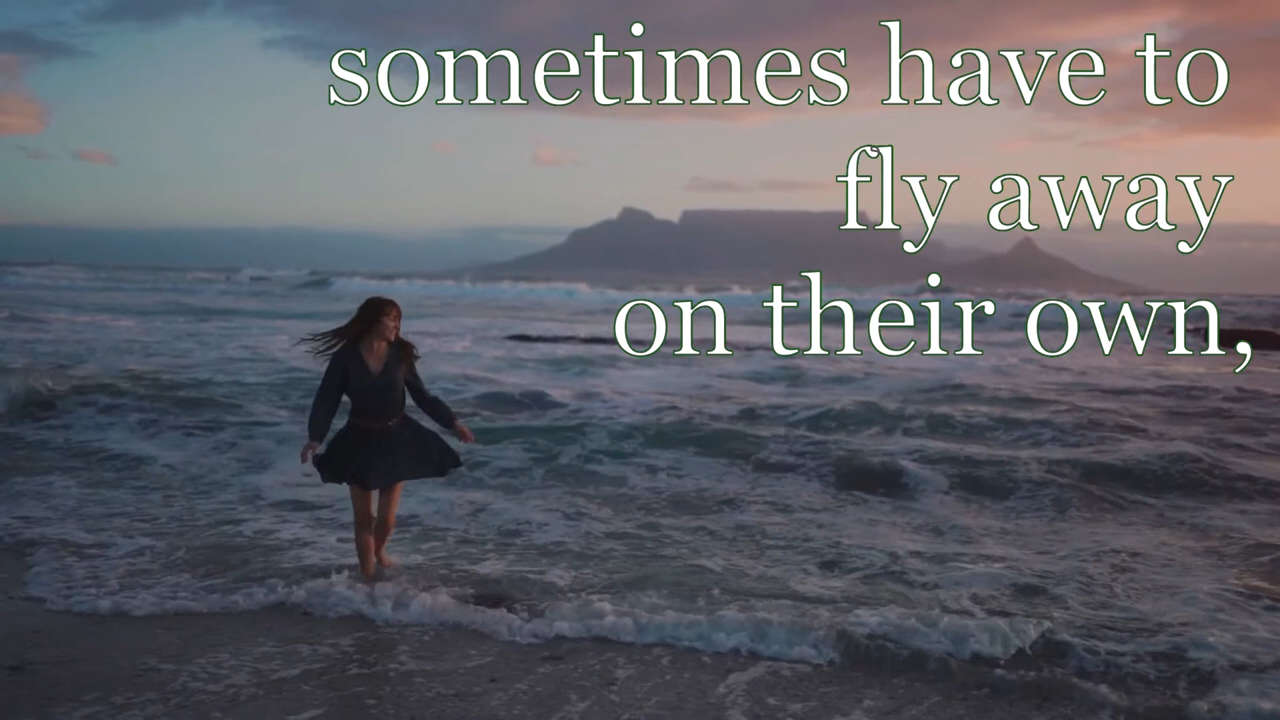 sometimes have to
fly away
on their own,